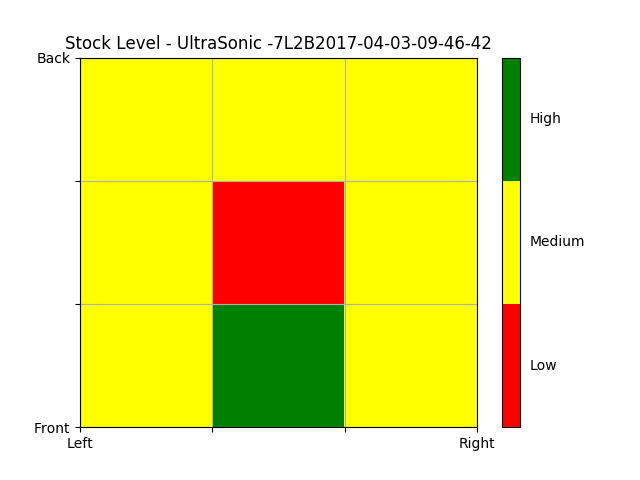 Stock Level - UltraSonic -7L2B2017-04-03-09-46-42
Back
High
Medium
Low
Front
Left
Right